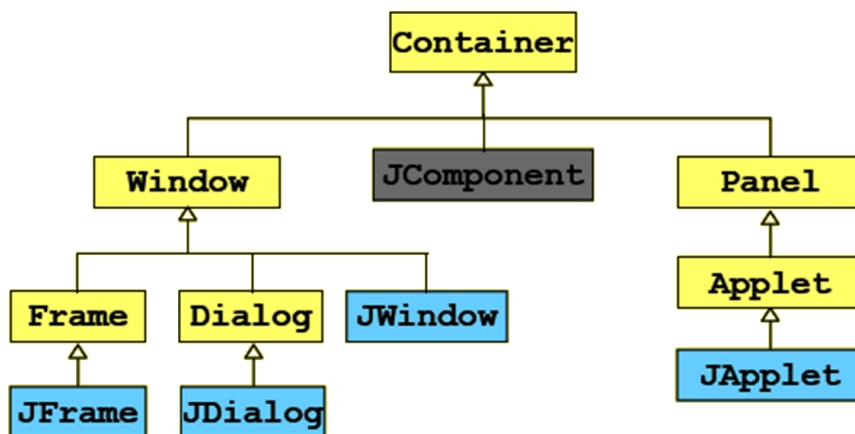 Container
Window
JComponent
Panel
Applet
Frame
Dialog
JWindow
JApplet
JFrame
JDialog